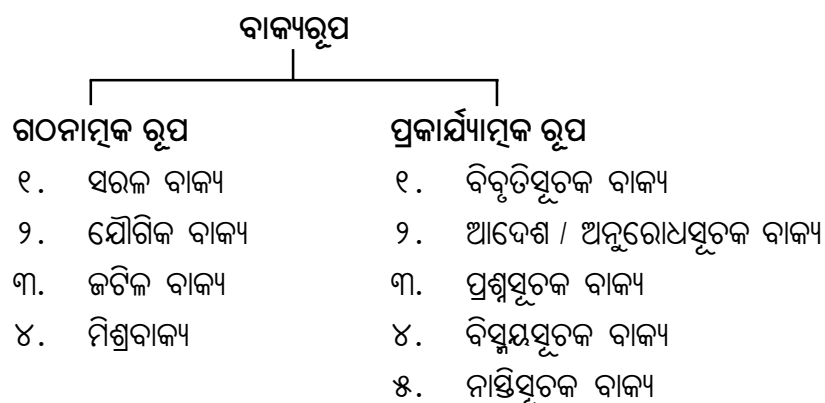 ବାକ୍ୟରୂପ
ଗଠନାତ୍ମକ ରୂପ
୧. ସରଳ ବାକ୍ୟ
୨. ଯୌଗିକ ବାକ୍ୟ
୩. ଜଟିଳ ବାକ୍ୟ
୪. ମିଶ୍ରବାକ୍ୟ
ପ୍ରକାର୍ଯ୍ୟାତ୍ମକ ରୂପ
୧. ବିବୃତିସୂଚକ ବାକ୍ୟ
୨. ଆଦେଶ / ଅନୁରୋଧସୂଚକ ବାକ୍ୟ
୩. ପ୍ରଶ୍ନସୂଚକ ବାକ୍ୟ
୪. ବିସ୍ମୟସୂଚକ ବାକ୍ୟ
୫. ନାସ୍ତିସୂଚକ ବାକ୍ୟ